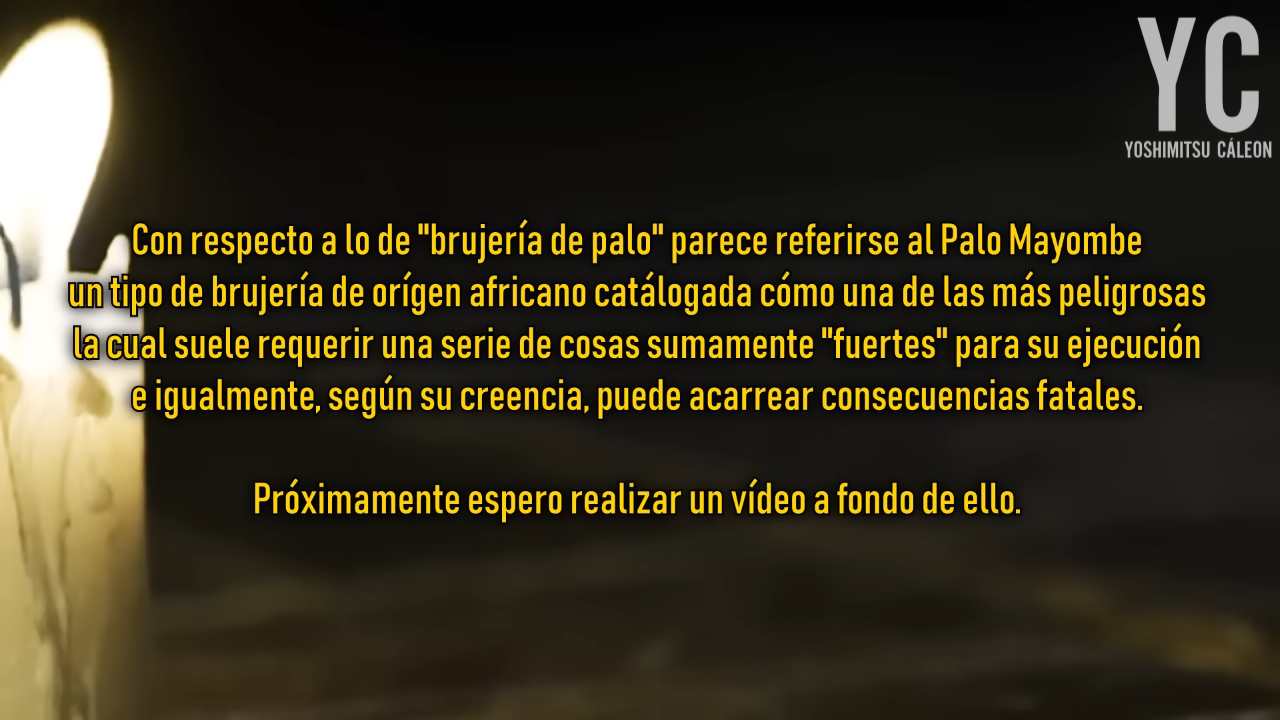 YC
YOSHIMITSU CÁLEON
Con respecto a lo de "brujería de palo" parece referirse al Palo Mayombe
un tipo de brujería de orígen africano catálogada cómo una de las más peligrosas
la cual suele requerir una serie de cosas sumamente "fuertes" para su ejecución
e igualmente, según su creencia, puede acarrear consecuencias fatales.
Próximamente espero realizar un vídeo a fondo de ello.